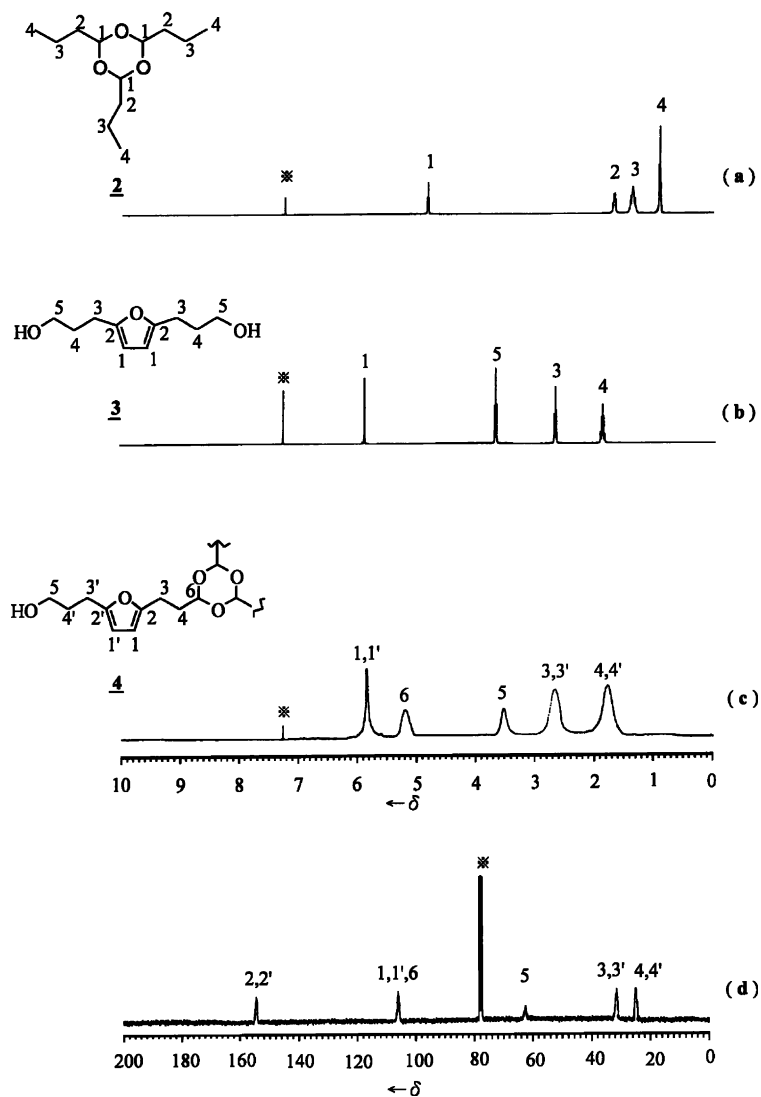 2 2
4 1 O 1 4
3 3
O O
1
2
3
4
2
※ 1 2 3 4
(a)
5 3 O 3 5
HO 4 2 2 4 OH
1 1
3
※ 1 5 3 4
(b)
O O
5 3' O 3 6 O
HO 4' 2' 2 4
1' 1
4
※ 1,1' 6 5 3,3' 4,4'
(c)
10 9 8 7 6 5 4 3 2 1 0
←δ
※
2,2' 1,1',6 5 3,3' 4,4'
(d)
200 180 160 140 120 100 80 60 40 20 0
←δ